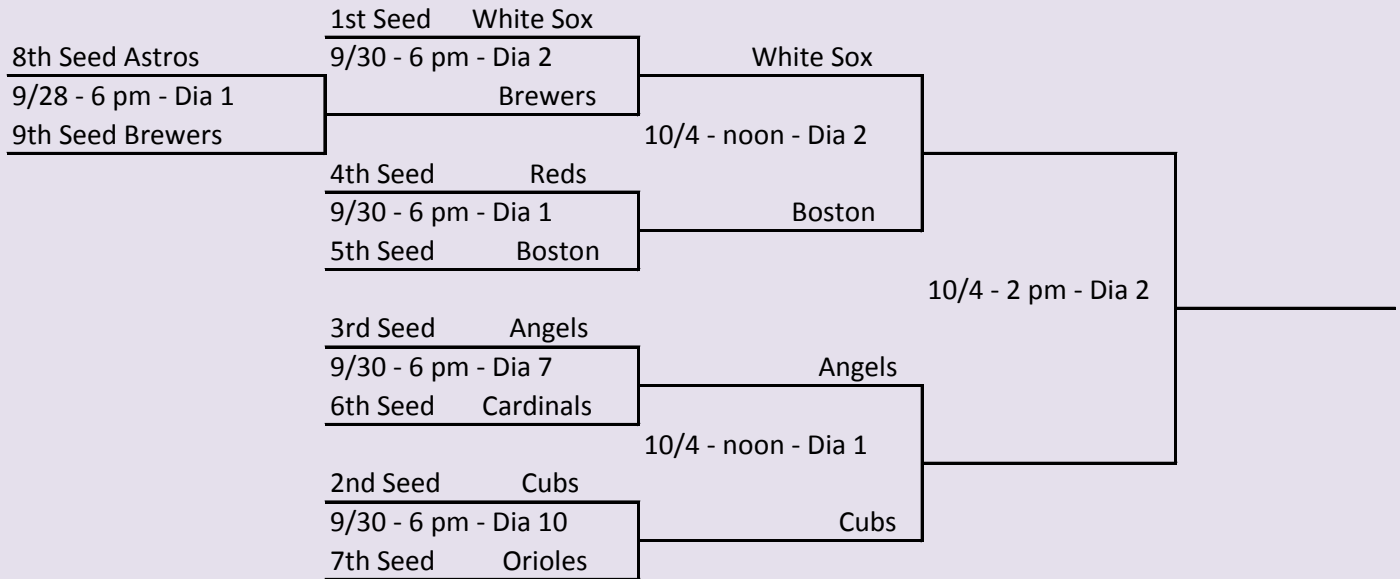 1st Seed White Sox
8th Seed Astros
9/30 - 6 pm - Dia 2
White Sox
9/28 - 6 pm - Dia 1
Brewers
9th Seed Brewers
10/4 - noon - Dia 2
4th Seed Reds
9/30 - 6 pm - Dia 1
Boston
5th Seed Boston
10/4 - 2 pm - Dia 2
3rd Seed Angels
9/30 - 6 pm - Dia 7
Angels
6th Seed Cardinals
10/4 - noon - Dia 1
2nd Seed Cubs
9/30 - 6 pm - Dia 10
Cubs
7th Seed Orioles